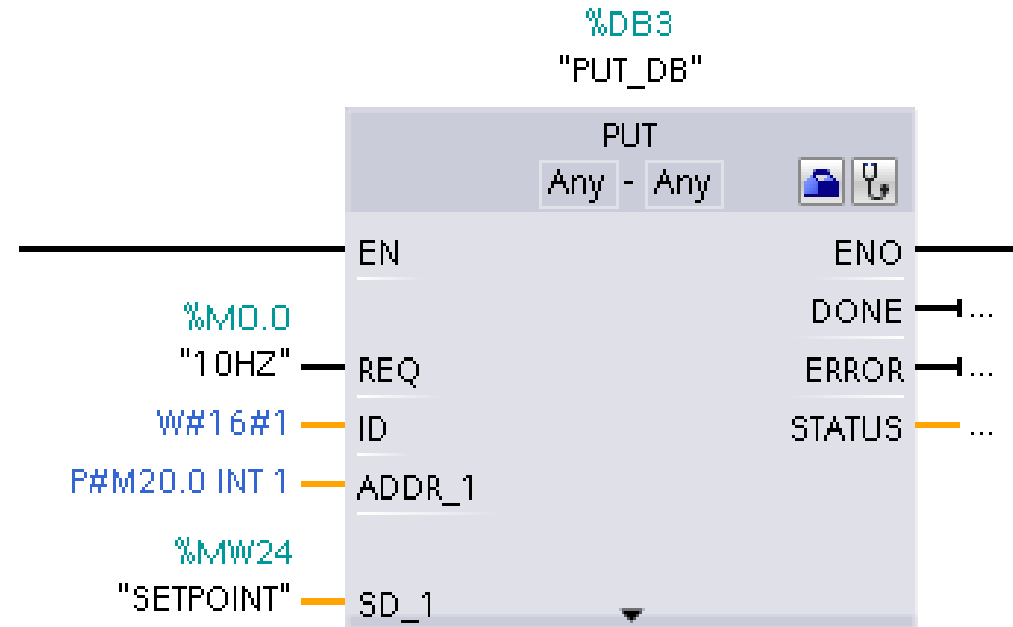 %DB3
"PUT_DB"
PUT
Any - Any
EN
ENO
DONE ...
%M0.0
"10HZ"
REQ
ERROR ...
W#16#1
ID
STATUS ...
P#M20.0 INT 1
ADDR_1
%MW24
"SETPOINT"
SD_1